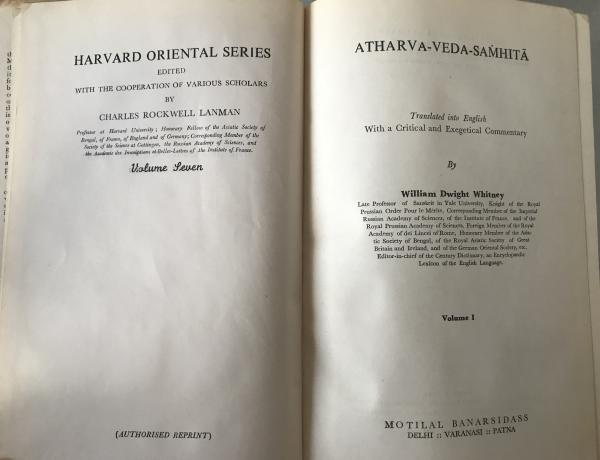 HARVARD ORIENTAL SERIES
EDITED
WITH THE COOPERATION OF VARIOUS SCHOLARS
BY
CHARLES ROCKWELL LANMAN
Professor at Harvard University; Honorary Fellow of the Asiatic Society of
Bengal, of France, of England and of Germany; Corresponding Member of the
Society of the Science at Gottingen, the Russian Academy of Sciences, and
the Academie des Inscriptions et Belles-Lettres of the Institute of France.
Volume Seven
(AUTHORISED REPRINT)
ATHARVA-VEDA-SAṀHITĀ
Translated into English
With a Critical and Exegetical Commentary
By
William Dwight Whitney
Late Professor of Sanskrit in Yale University, Knight of the Royal
Prussian Order Pour le Mérite, Corresponding Member of the Imperial
Russian Academy of Sciences, of the Institute of France, and of the
Royal Prussian Academy of Sciences, Foreign Member of the Royal
Academy of dei Lincei of Rome, Honorary Member of the Asia-
tic Society of Bengal, of the Royal Asiatic Society of Great
Britain and Ireland, and of the German Oriental Society, etc.
Editor-in-chief of the Century Dictionary, an Encyclopaedic
Lexicon of the English Language.
Volume I
MOTILAL BANARSIDASS
DELHI :: VARANASI :: PATNA